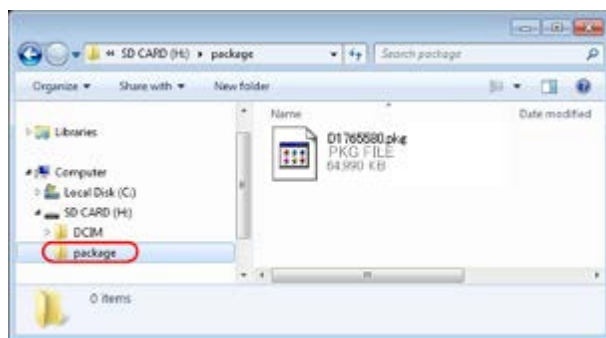 SD CARD (H:) ▸ package
Search package
Organize
Share with
New folder
Name
Date modified
Libraries
Computer
Local Disk (C:)
SD CARD (H:)
DCIM
package
D1765580.pkg
PKG FILE
64,990 KB
0 items